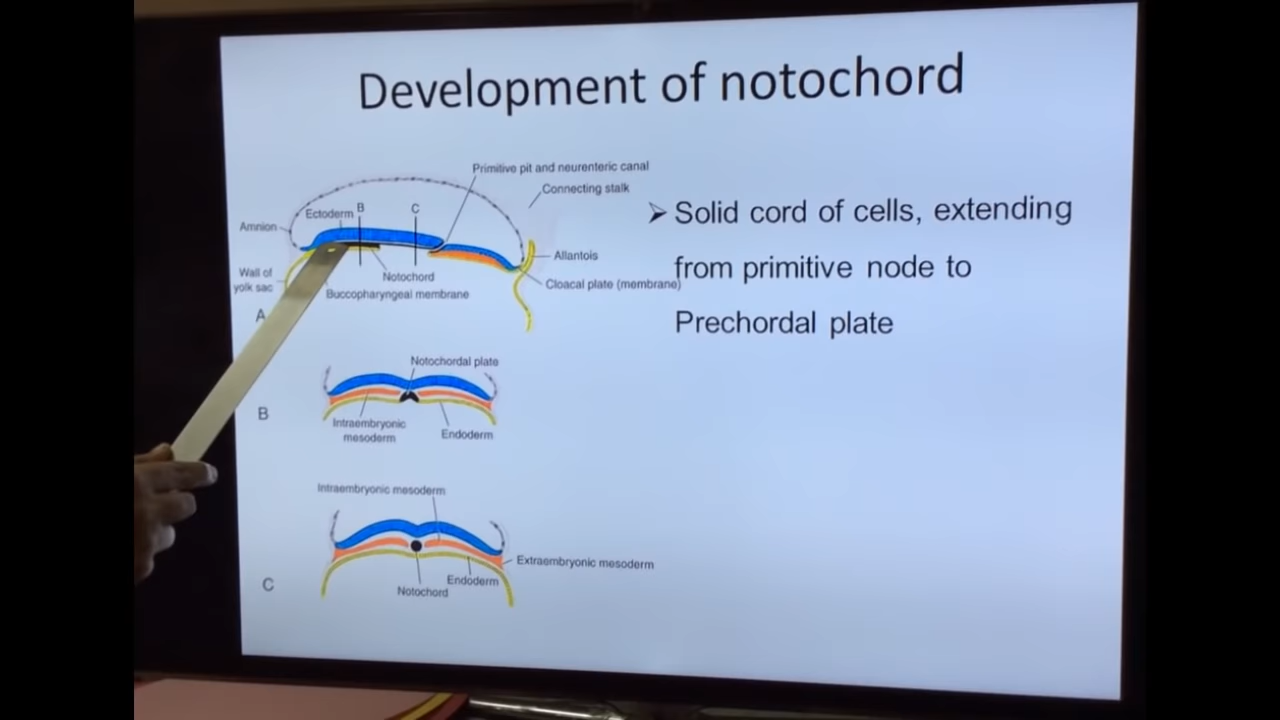 Development of notochord
Primitive pit and neurenteric canal
Connecting stalk
Ectoderm
B
C
Amnion
Wall of
yolk sac
Notochord
Buccopharyngeal membrane
Allantois
Cloacal plate (membrane)
A
➢ Solid cord of cells, extending
from primitive node to
Prechordal plate
Notochordal plate
Intraembryonic
mesoderm
Endoderm
B
Intraembryonic mesoderm
Extraembryonic mesoderm
Endoderm
Notochord
C